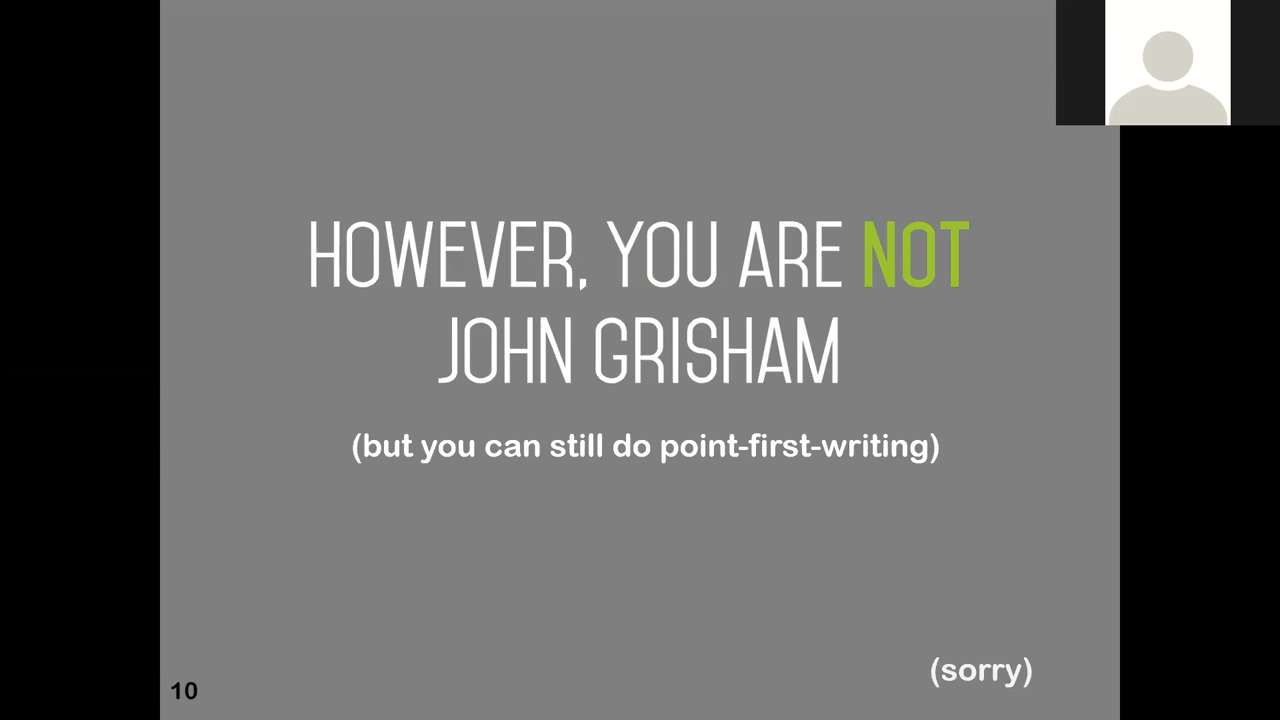 HOWEVER, YOU ARE NOT
JOHN GRISHAM
(but you can still do point-first-writing)
(sorry)
10